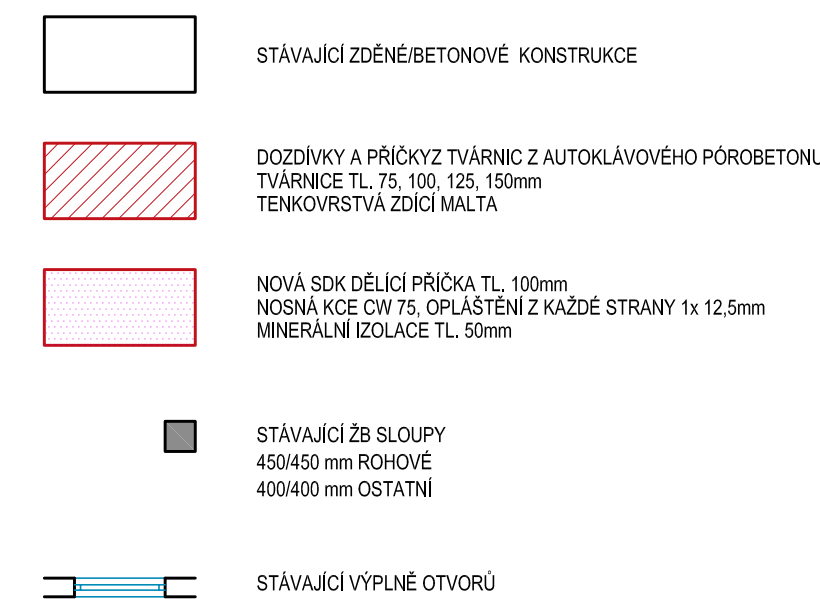 STÁVAJÍCÍ ZDĚNÉ/BETONOVÉ KONSTRUKCE
DOZDÍVKY A PŘÍČKYZ TVÁRNIC Z AUTOKLÁVOVÉHO PÓROBETONU
TVÁRNICE TL. 75, 100, 125, 150mm
TENKOVRSTVÁ ZDÍCÍ MALTA
NOVÁ SDK DĚLÍCÍ PŘÍČKA TL. 100mm
NOSNÁ KCE CW 75, OPLÁŠTĚNÍ Z KAŽDÉ STRANY 1x 12,5mm
MINERÁLNÍ IZOLACE TL. 50mm
STÁVAJÍCÍ ŽB SLOUPY
450/450 mm ROHOVÉ
400/400 mm OSTATNÍ
STÁVAJÍCÍ VÝPLNĚ OTVORŮ